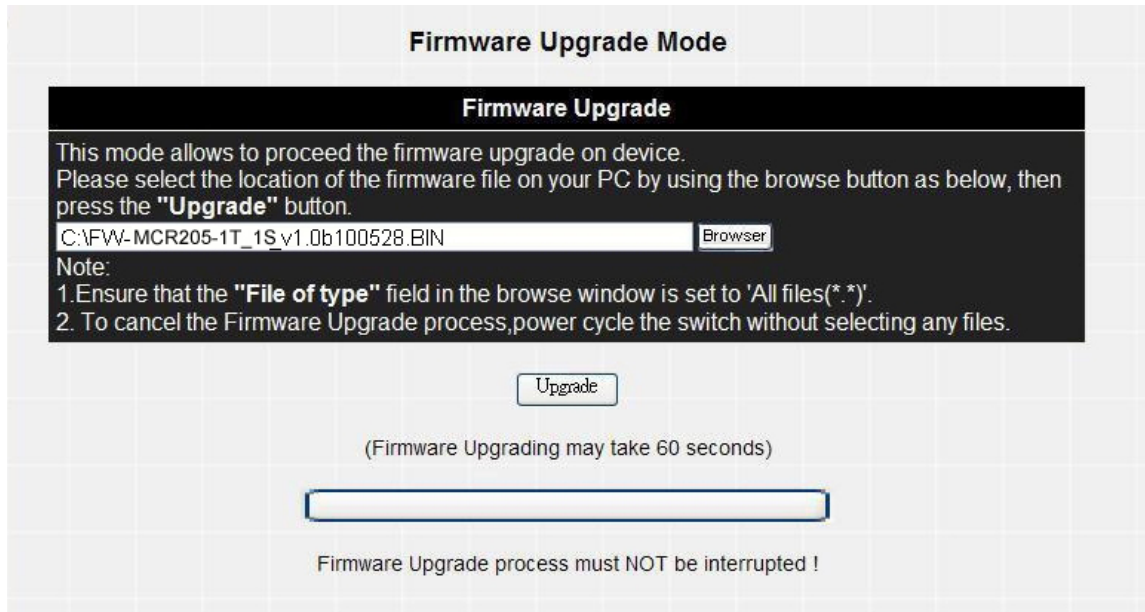 Firmware Upgrade Mode
Firmware Upgrade
This mode allows to proceed the firmware upgrade on device.
Please select the location of the firmware file on your PC by using the browse button as below, then
press the "Upgrade" button.
C:\FW-MCR205-1T_1S_v1.0b100528.BIN Browser
Note:
1.Ensure that the "File of type" field in the browse window is set to 'All files(*.*)'.
2. To cancel the Firmware Upgrade process,power cycle the switch without selecting any files.
Upgrade
(Firmware Upgrading may take 60 seconds)
Firmware Upgrade process must NOT be interrupted !